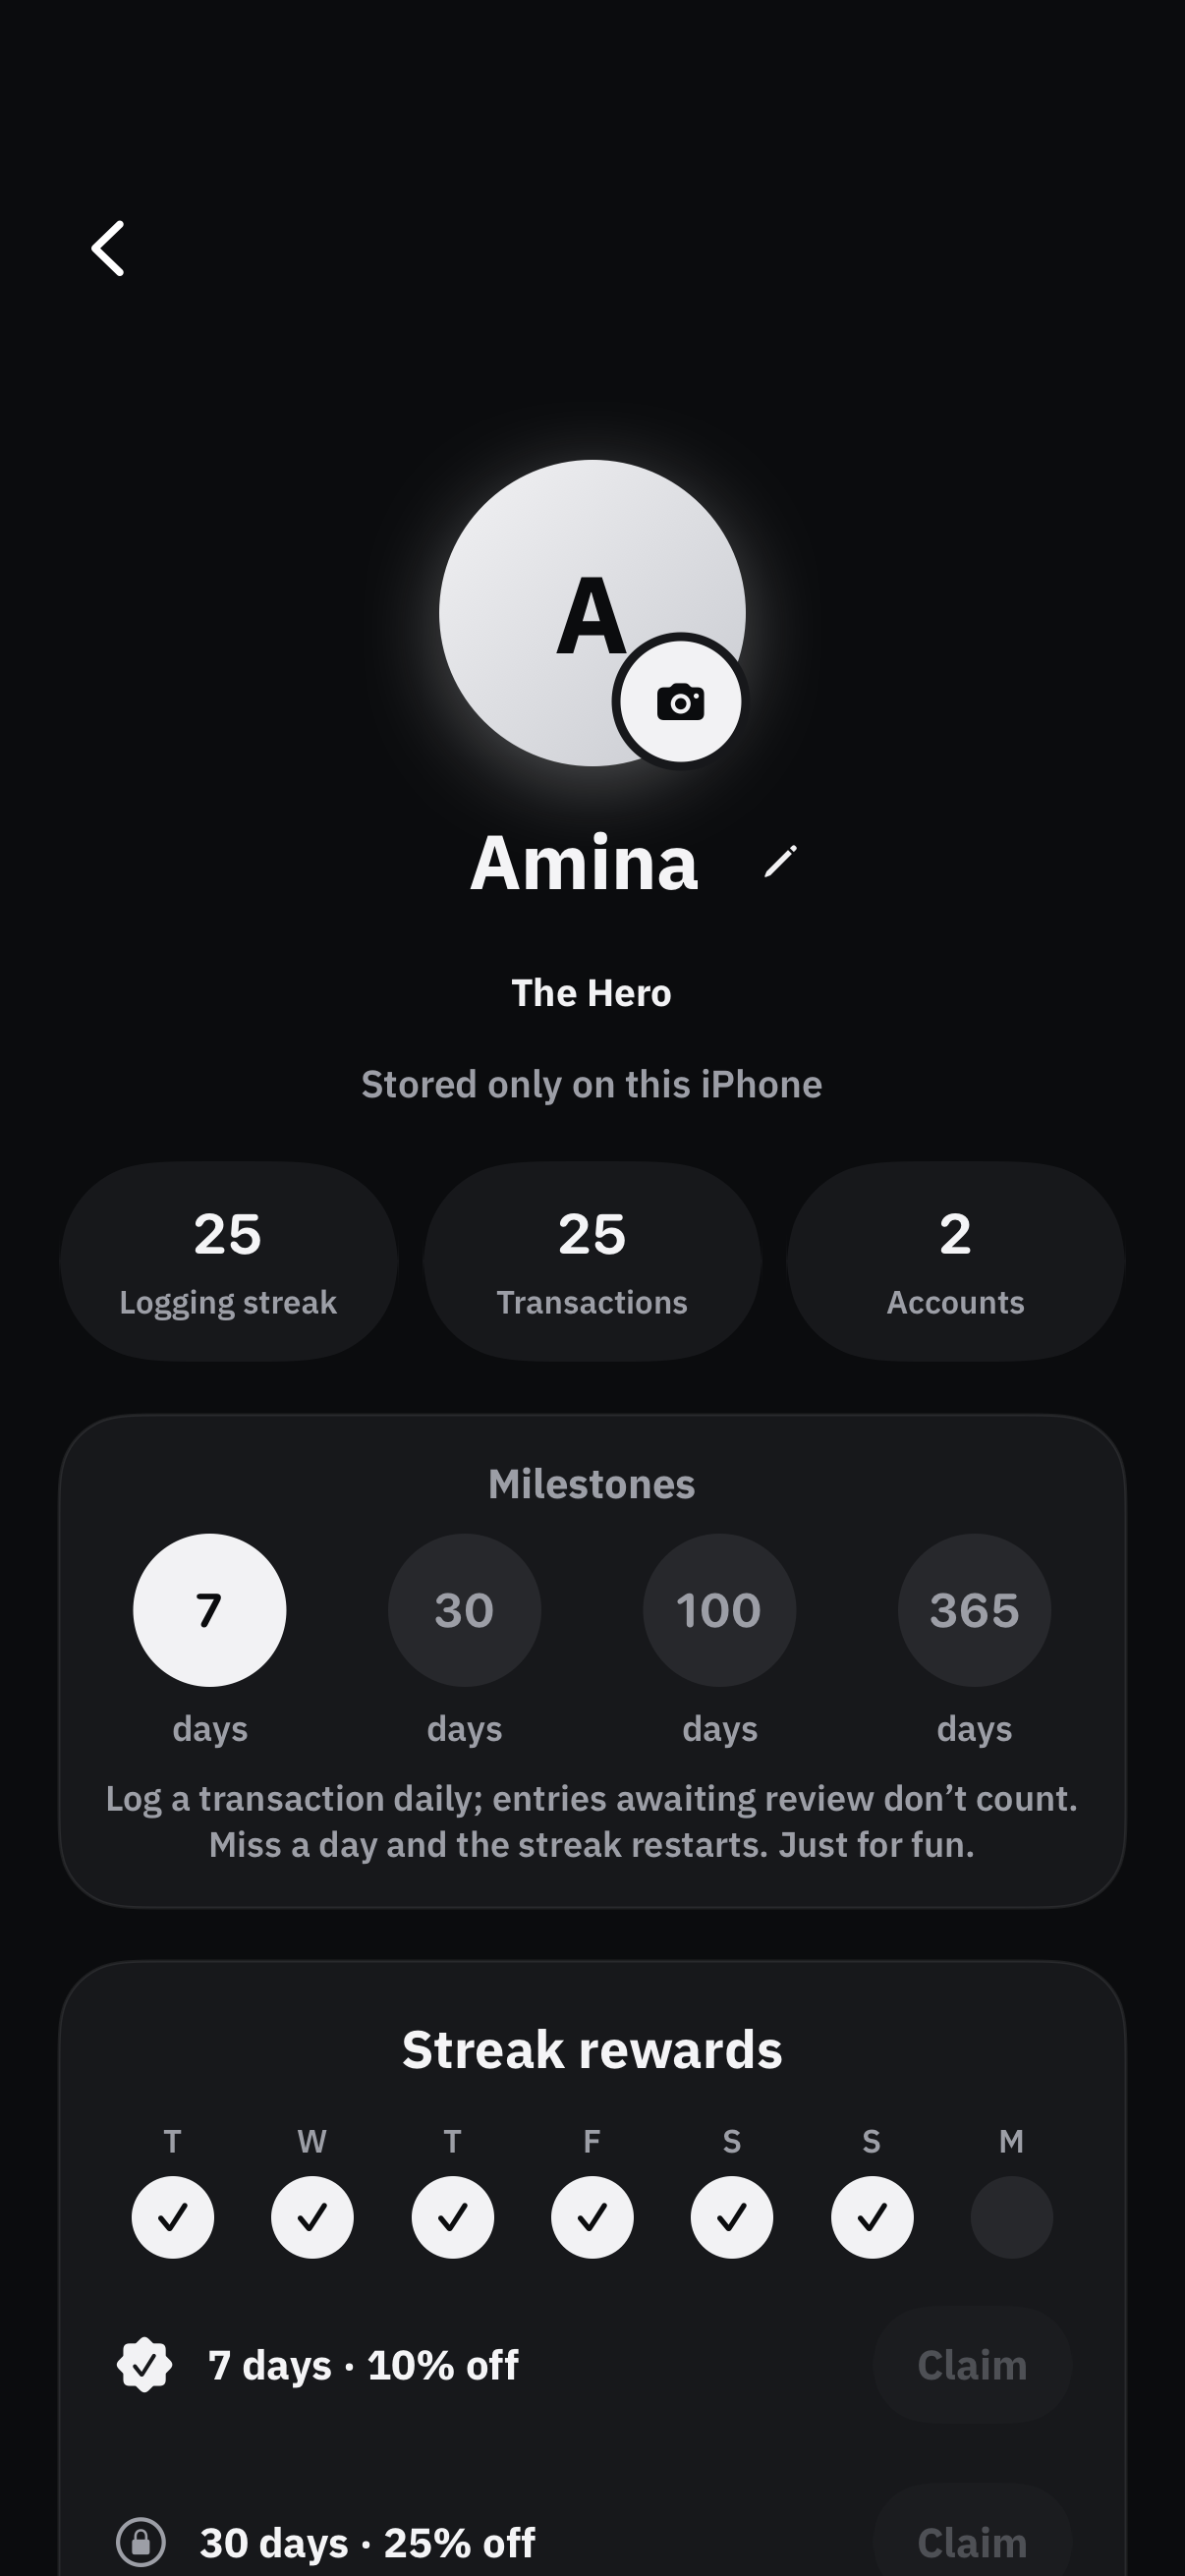 A
Amina
The Hero
Stored only on this iPhone
25 25 2
Logging streak Transactions Accounts
Milestones
7 30 100 365
days days days days
Log a transaction daily; entries awaiting review don’t count.
Miss a day and the streak restarts. Just for fun.
Streak rewards
T W T F S S M
7 days · 10% off Claim
30 days · 25% off Claim